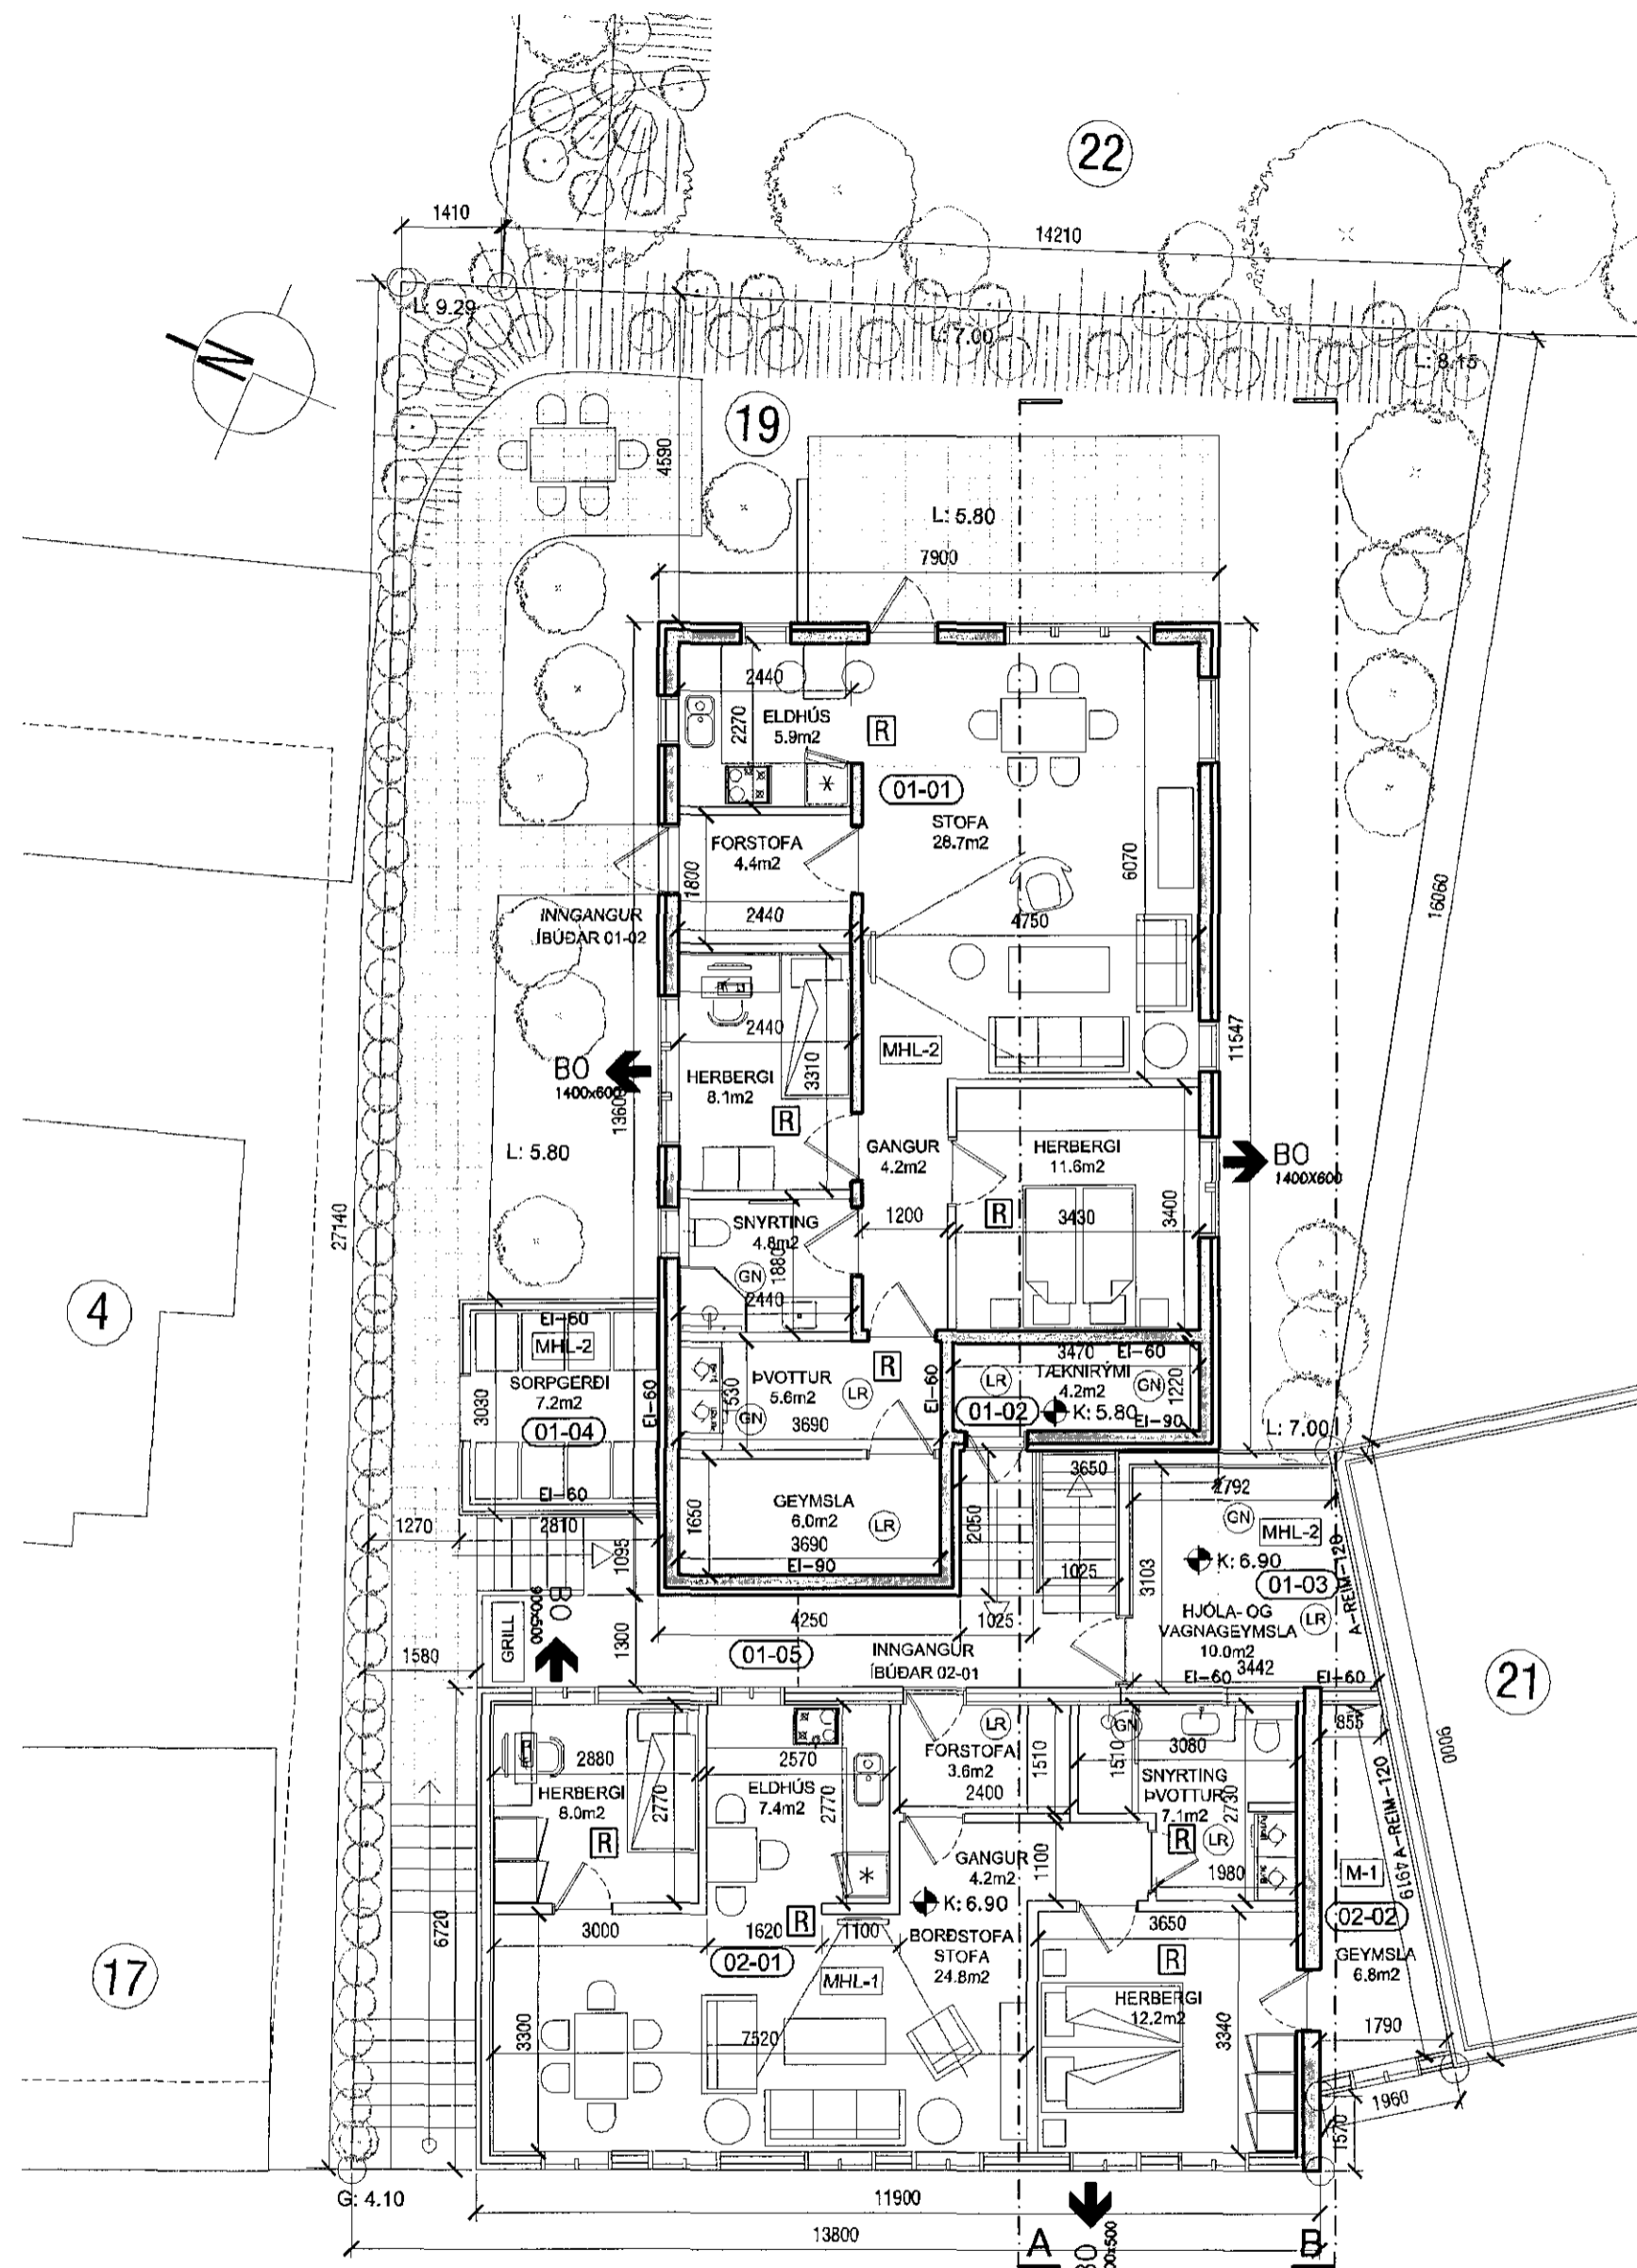 22
1410
14210
L: 9.29
L: 7.00
L: 8.15
N
19
4590
L: 5.80
7900
2440
ELDHÚS
5.9m2
2270
R
01-01
STOFA
28.7m2
FORSTOFA
4.4m2
1800
6070
16060
2440
4750
INNGANGUR
ÍBÚÐAR 01-02
2440
HERBERGI
8.1m2
3310
R
MHL-2
11547
BO
1400x600
L: 5.80
GANGUR
4.2m2
HERBERGI
11.6m2
BO
1400X600
27140
1200
R
3430
3400
SNYRTING
4.8m2
1880
GN
2440
4
EI-60
MHL-2
SORPGERÐI
7.2m2
01-04
3030
EI-60
EI-60
ÞVOTTUR
5.6m2
GN
3690
R
LR
EI-60
3470
EI-60
TÆKNIRÝMI
4.2m2
LR
GN
1220
01-02
K: 5.80
EI-90
L: 7.00
GEYMSLA
6.0m2
3690
EI-90
1650
LR
3650
2050
1025
2792
GN
MHL-2
K: 6.90
01-03
3103
HJÓLA- OG
VAGNAGEYMSLA
10.0m2
LR
A-REIM-120
EI-60
3442
EI-60
1270
2810
1095
BO
900x500
GRILL
1300
4250
1025
1580
01-05
INNGANGUR
ÍBÚÐAR 02-01
21
2880
HERBERGI
8.0m2
2770
R
2570
ELDHÚS
7.4m2
2770
LR
FORSTOFA
3.6m2
2400
1510
GN
1510
3080
SNYRTING
ÞVOTTUR
7.1m2
2730
R
LR
1980
855
9000
A-REIM-120
4919
M-1
02-02
GEYMSLA
6.8m2
GANGUR
4.2m2
1100
K: 6.90
6720
3000
1620
R
1100
BORÐSTOFA
STOFA
24.8m2
02-01
MHL-1
3650
R
HERBERGI
12.2m2
3340
17
3300
7520
1790
1960
1570
G: 4.10
11900
13800
A
BO
B